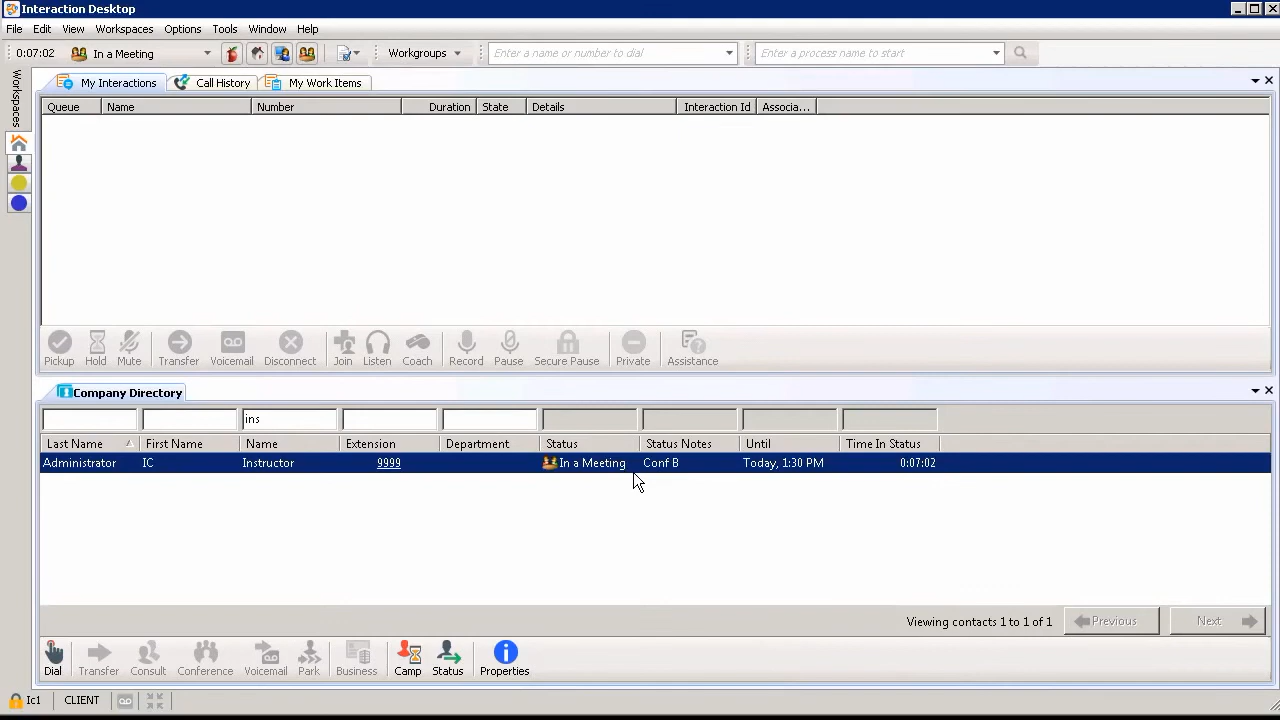 Interaction Desktop
File Edit View Workspaces Options Tools Window Help
0:07:02 In a Meeting Workgroups Enter a name or number to dial Enter a process name to start
Workspaces
My Interactions Call History My Work Items
Queue Name Number Duration State Details Interaction Id Associa...
Pickup Hold Mute Transfer Voicemail Disconnect Join Listen Coach Record Pause Secure Pause Private Assistance
Company Directory
ins
Last Name First Name Name Extension Department Status Status Notes Until Time In Status
Administrator IC Instructor 9999 In a Meeting Conf B Today, 1:30 PM 0:07:02
Viewing contacts 1 to 1 of 1 Previous Next
Dial Transfer Consult Conference Voicemail Park Business Camp Status Properties
Ic1 CLIENT